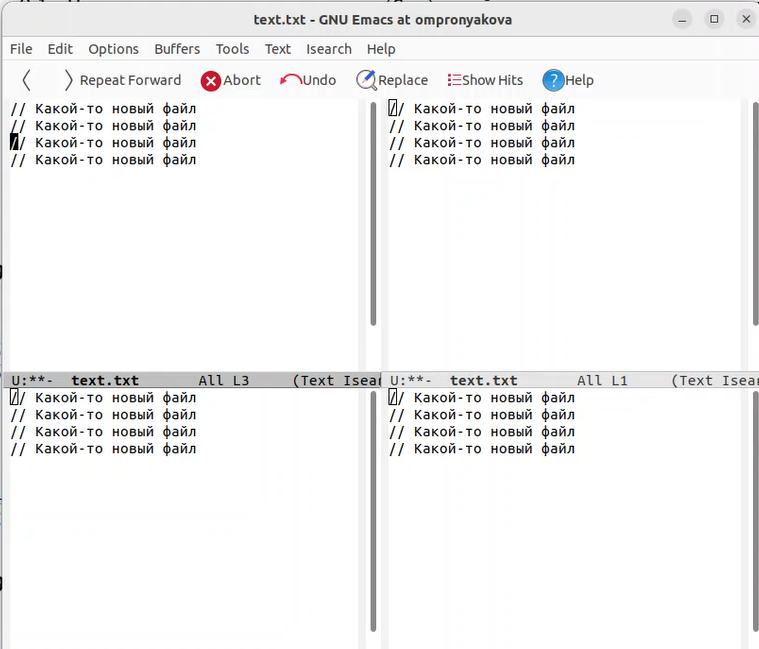 text.txt - GNU Emacs at ompronyakova
File Edit Options Buffers Tools Text Isearch Help
Repeat Forward Abort Undo Replace Show Hits Help
// Какой-то новый файл
// Какой-то новый файл
// Какой-то новый файл
// Какой-то новый файл
U:**- text.txt All L3 (Text Isear
// Какой-то новый файл
// Какой-то новый файл
// Какой-то новый файл
// Какой-то новый файл
U:**- text.txt All L1 (Text Isear
// Какой-то новый файл
// Какой-то новый файл
// Какой-то новый файл
// Какой-то новый файл
// Какой-то новый файл
// Какой-то новый файл
// Какой-то новый файл
// Какой-то новый файл